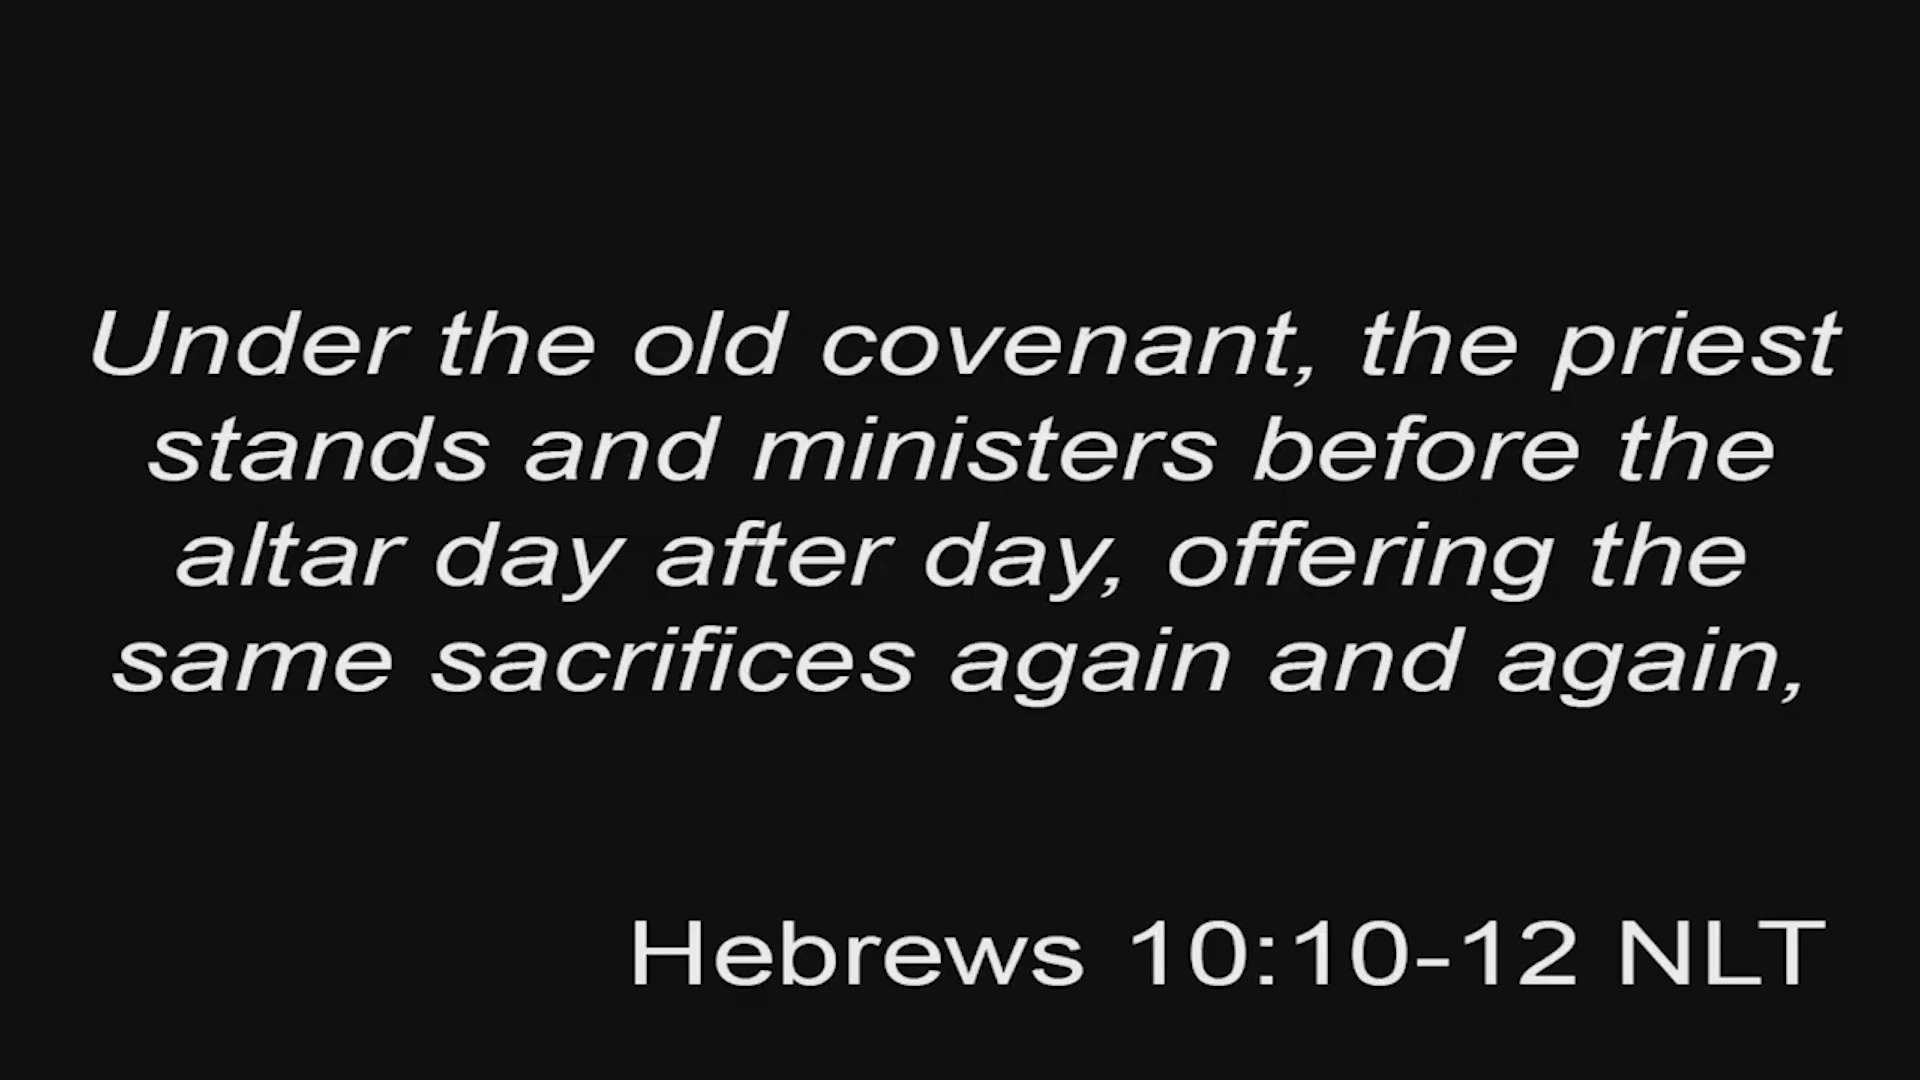 Under the old covenant, the priest
stands and ministers before the
altar day after day, offering the
same sacrifices again and again,
Hebrews 10:10-12 NLT